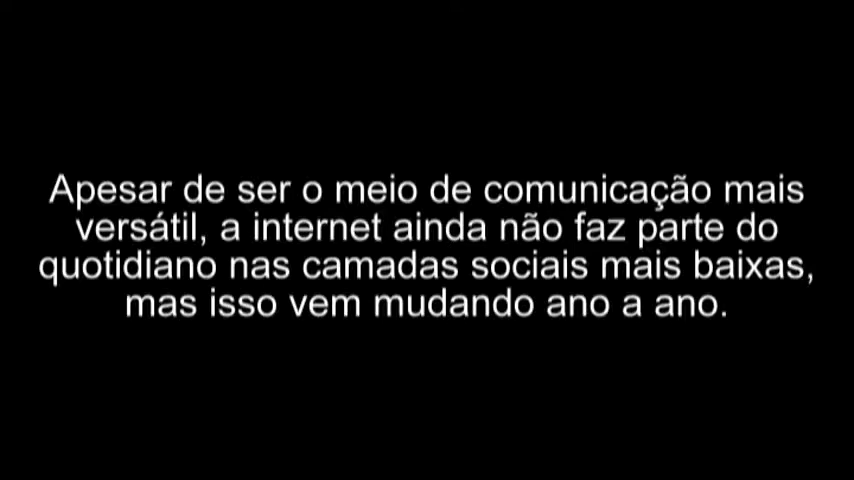 Apesar de ser o meio de comunicação mais
versátil, a internet ainda não faz parte do
quotidiano nas camadas sociais mais baixas,
mas isso vem mudando ano a ano.